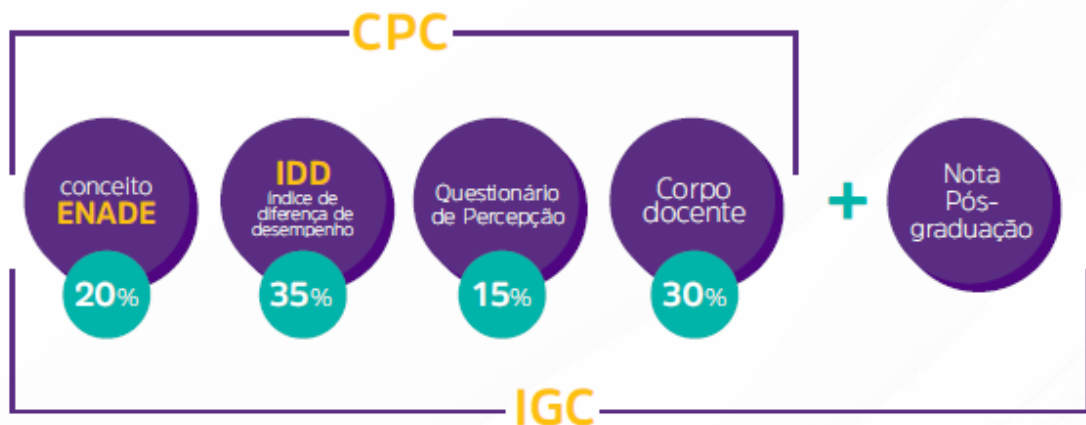 CPC
conceito
ENADE
20%
IDD
índice de
diferença de
desempenho
35%
Questionário
de Percepção
15%
Corpo
docente
30%
+
Nota
Pós-
graduação
IGC